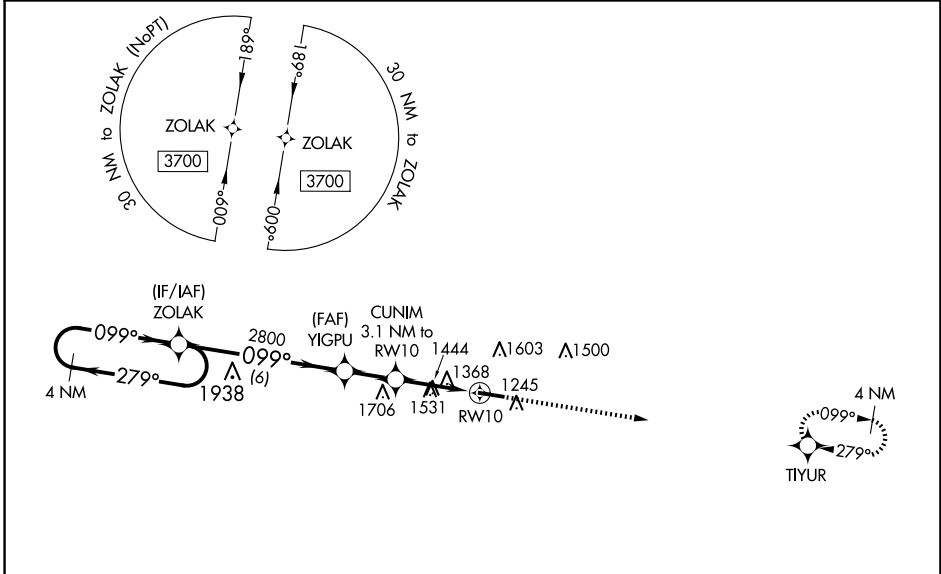 30 NM to ZOLAK (NoPT)
189°
ZOLAK
3700
009°
189°
ZOLAK
3700
009°
30 NM to ZOLAK
(IF/IAF)
ZOLAK
099°
279°
4 NM
2800
099°
(6)
1938
(FAF)
YIGPU
CUNIM
3.1 NM to
RW10
1706
1444
1531
1368
1603
1500
RW10
1245
4 NM
099°
279°
TIYUR